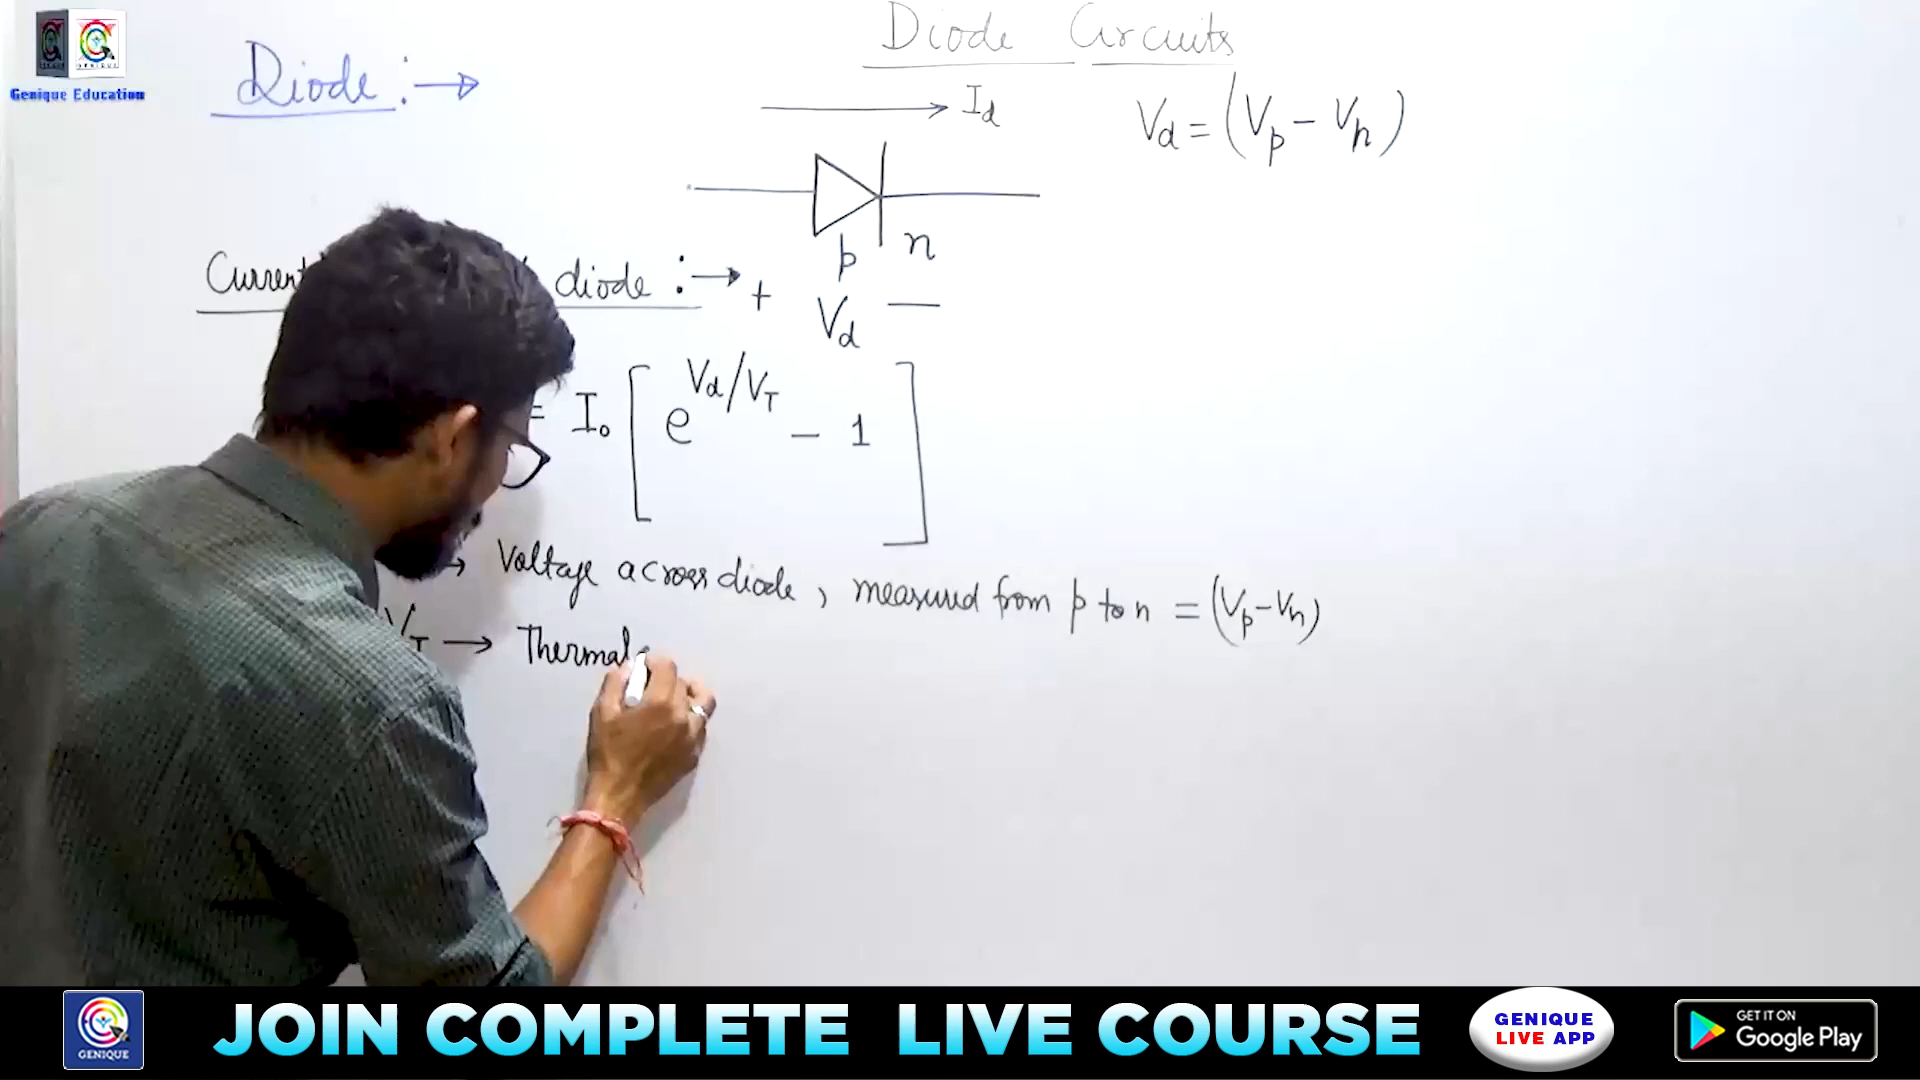 GENIQUE
Genique Education
Diode Circuits
Diode :→
→ Id
Vd = (Vp - Vn)
p n
Current diode :→
+ Vd —
= I₀ [ e^(Vd/VT) - 1 ]
→ Voltage across diode, measured from p to n = (Vp-Vn)
VT → Thermal
GENIQUE
JOIN COMPLETE LIVE COURSE
GENIQUE
LIVE APP
GET IT ON
Google Play